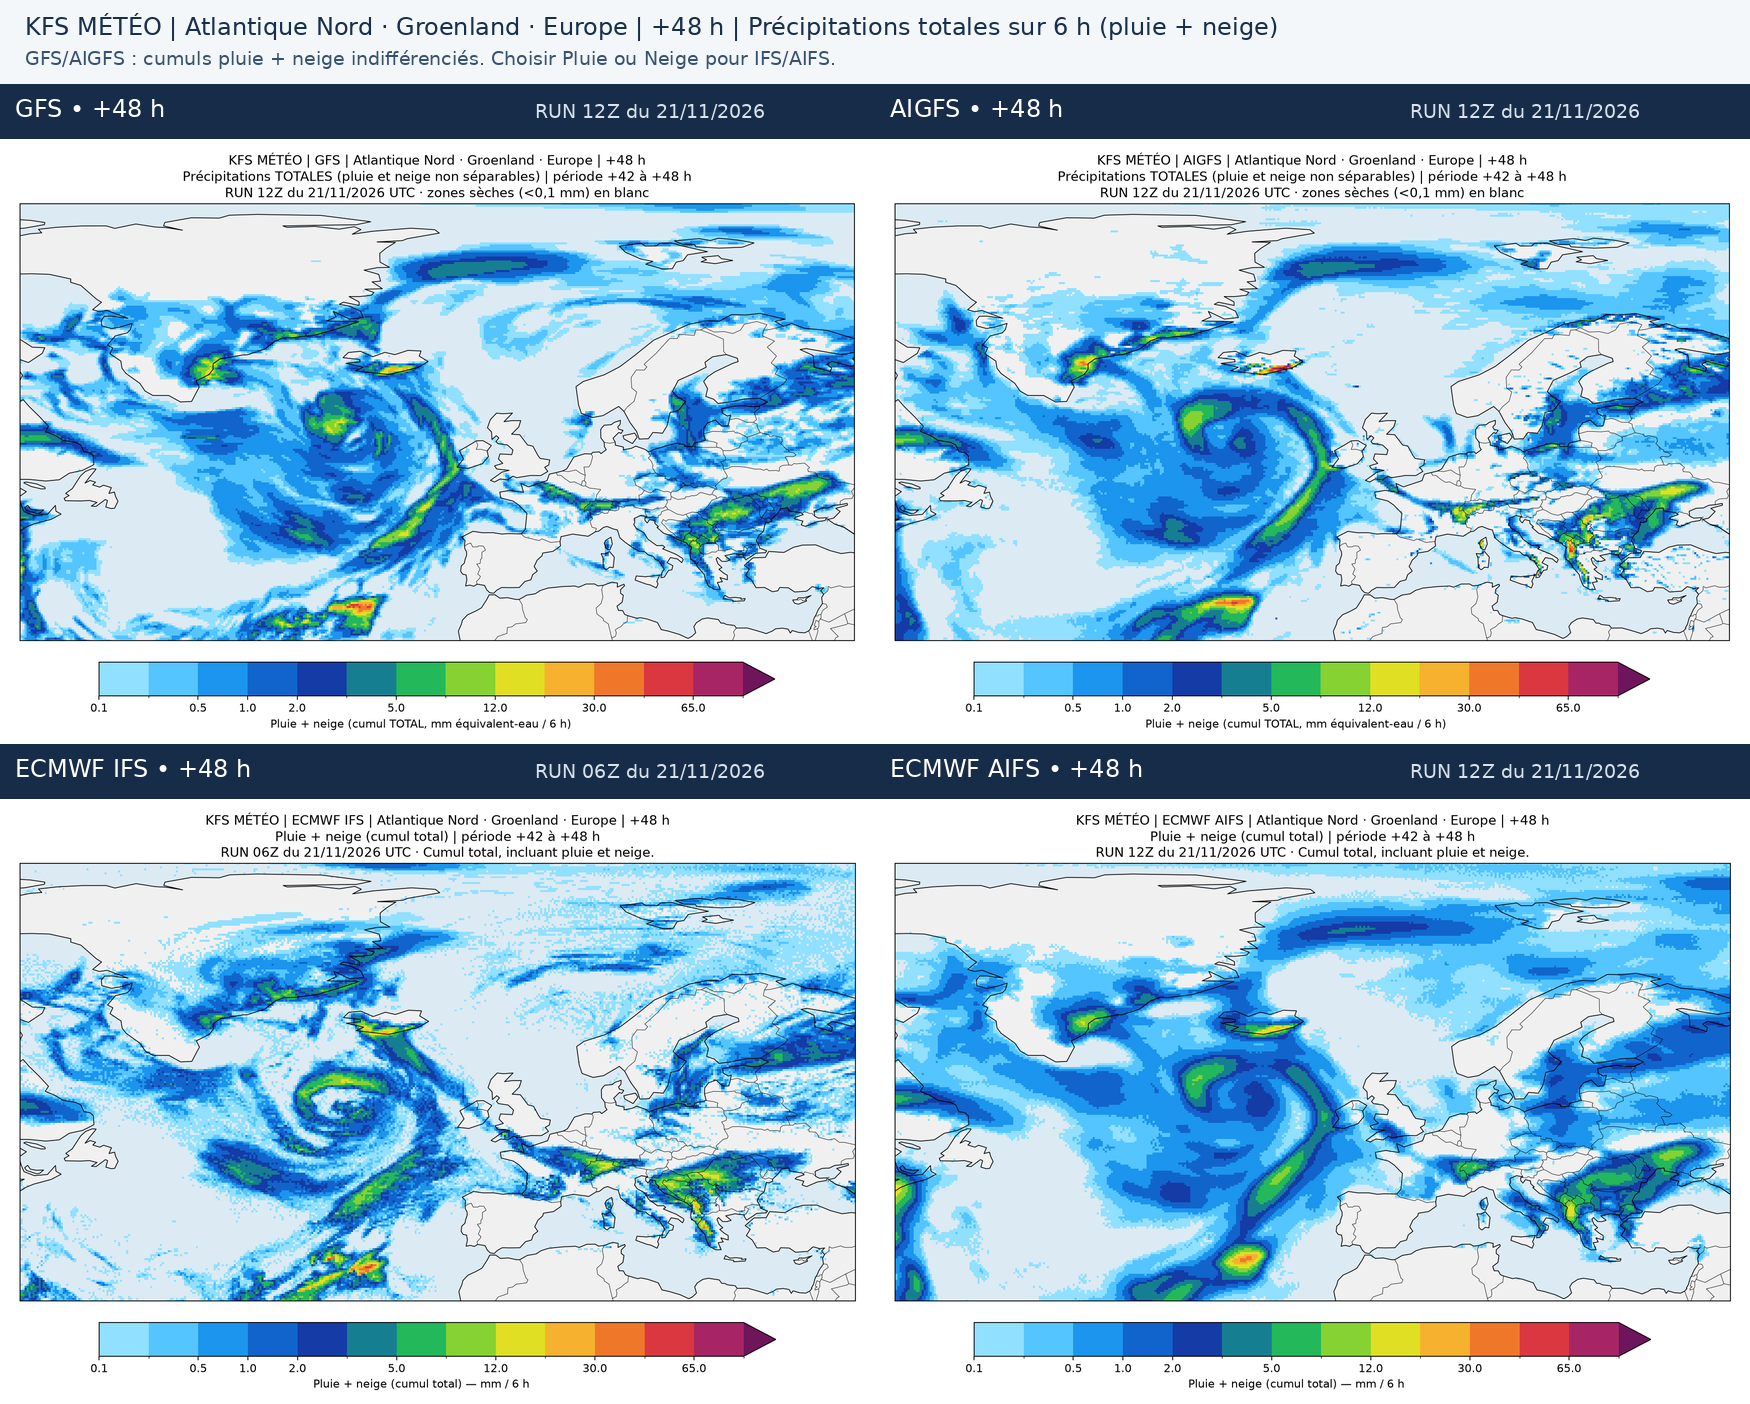 KFS MÉTÉO | Atlantique Nord · Groenland · Europe | +48 h | Précipitations totales sur 6 h (pluie + neige)
GFS/AIGFS : cumuls pluie + neige indifférenciés. Choisir Pluie ou Neige pour IFS/AIFS.
GFS • +48 h
RUN 12Z du 21/11/2026
AIGFS • +48 h
RUN 12Z du 21/11/2026
KFS MÉTÉO | GFS | Atlantique Nord · Groenland · Europe | +48 h
Précipitations TOTALES (pluie et neige non séparables) | période +42 à +48 h
RUN 12Z du 21/11/2026 UTC · zones sèches (<0,1 mm) en blanc
KFS MÉTÉO | AIGFS | Atlantique Nord · Groenland · Europe | +48 h
Précipitations TOTALES (pluie et neige non séparables) | période +42 à +48 h
RUN 12Z du 21/11/2026 UTC · zones sèches (<0,1 mm) en blanc
0.1 0.5 1.0 2.0 5.0 12.0 30.0 65.0
Pluie + neige (cumul TOTAL, mm équivalent-eau / 6 h)
0.1 0.5 1.0 2.0 5.0 12.0 30.0 65.0
Pluie + neige (cumul TOTAL, mm équivalent-eau / 6 h)
ECMWF IFS • +48 h
RUN 06Z du 21/11/2026
ECMWF AIFS • +48 h
RUN 12Z du 21/11/2026
KFS MÉTÉO | ECMWF IFS | Atlantique Nord · Groenland · Europe | +48 h
Pluie + neige (cumul total) | période +42 à +48 h
RUN 06Z du 21/11/2026 UTC · Cumul total, incluant pluie et neige.
KFS MÉTÉO | ECMWF AIFS | Atlantique Nord · Groenland · Europe | +48 h
Pluie + neige (cumul total) | période +42 à +48 h
RUN 12Z du 21/11/2026 UTC · Cumul total, incluant pluie et neige.
0.1 0.5 1.0 2.0 5.0 12.0 30.0 65.0
Pluie + neige (cumul total) — mm / 6 h
0.1 0.5 1.0 2.0 5.0 12.0 30.0 65.0
Pluie + neige (cumul total) — mm / 6 h